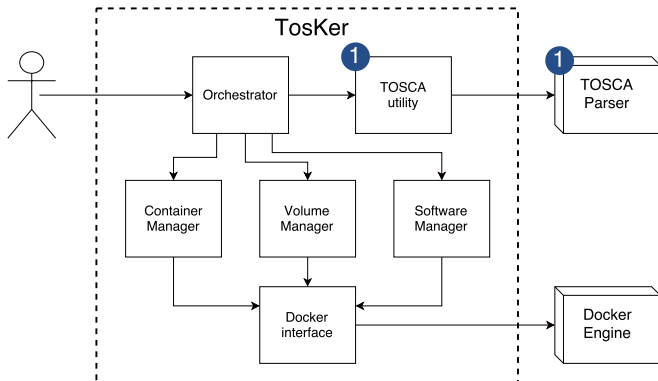 TosKer
1
1
Orchestrator
TOSCA
utility
TOSCA
Parser
Container
Manager
Volume
Manager
Software
Manager
Docker
interface
Docker
Engine